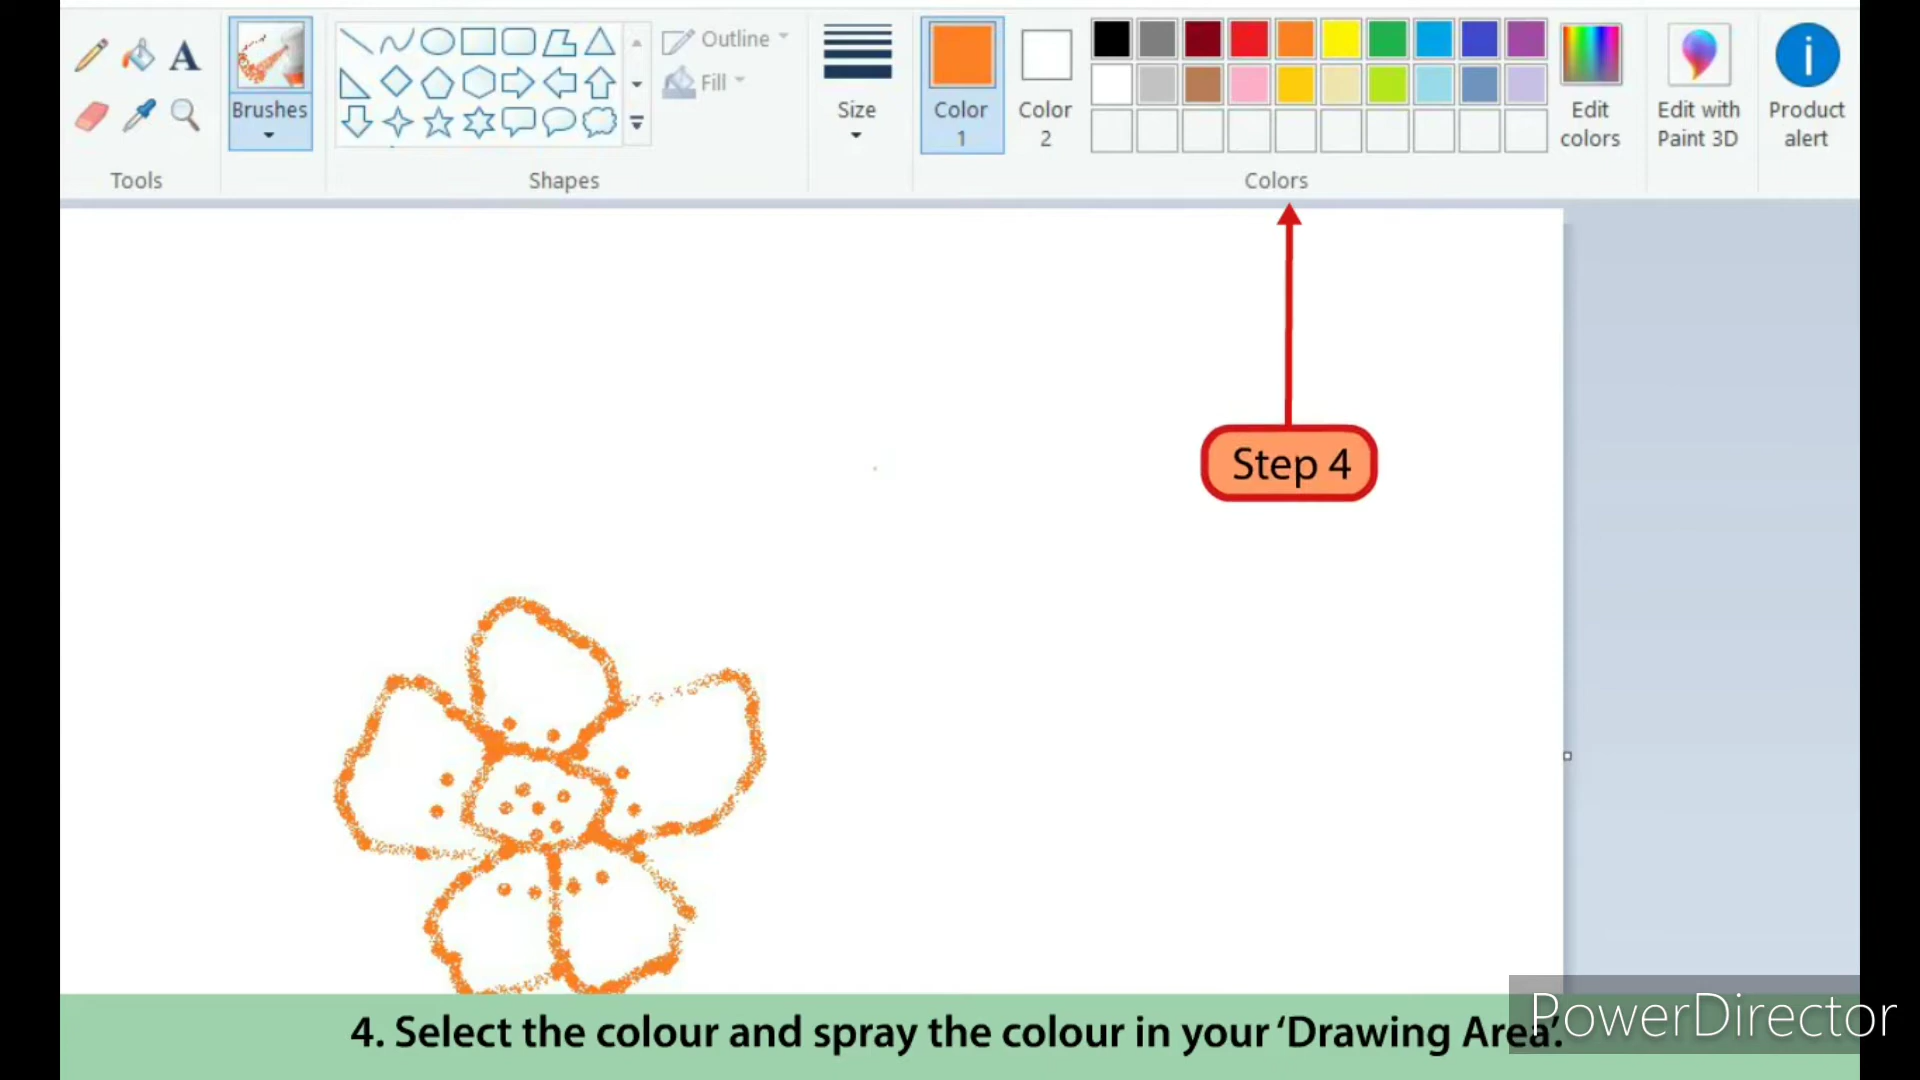 Outline
Fill
Brushes
Size
Color
1
Color
2
Edit
colors
Edit with
Paint 3D
Product
alert
Tools
Shapes
Colors
Step 4
4. Select the colour and spray the colour in your ‘Drawing Area’.
PowerDirector